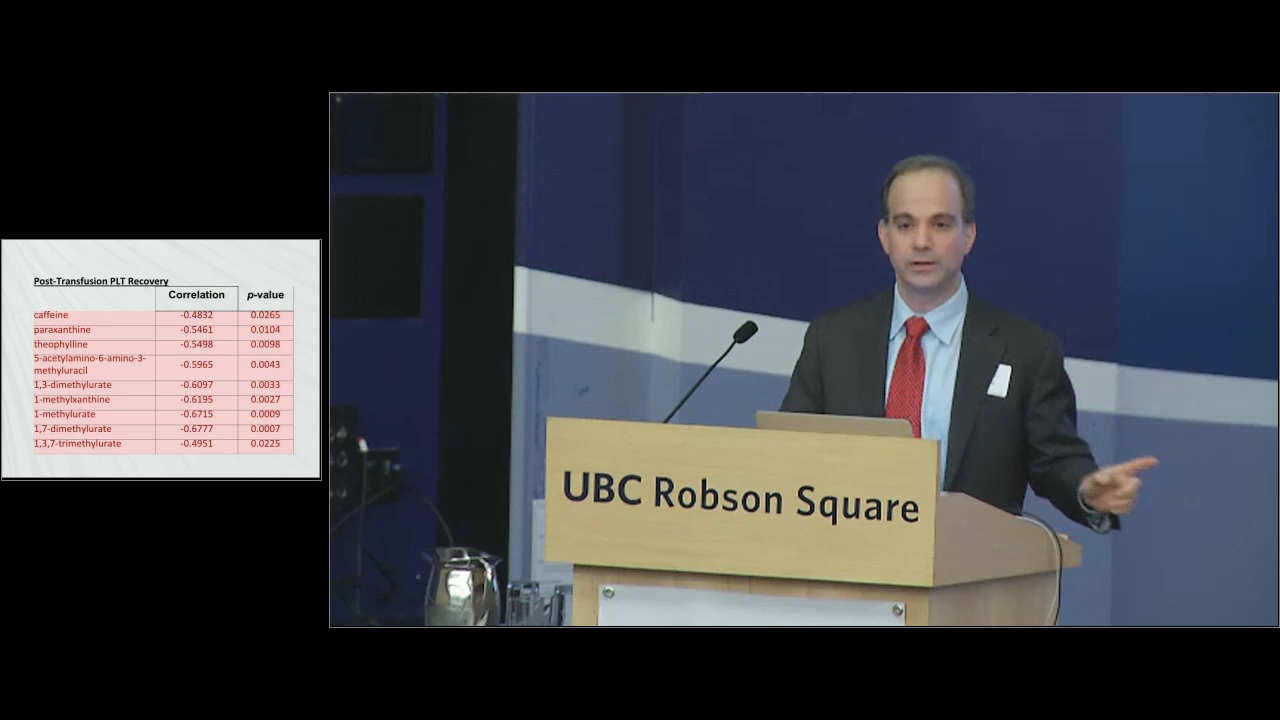 Post-Transfusion PLT Recovery
Correlation p-value
caffeine -0.4832 0.0265
paraxanthine -0.5461 0.0104
theophylline -0.5498 0.0098
5-acetylamino-6-amino-3-
methyluracil -0.5965 0.0043
1,3-dimethylurate -0.6097 0.0033
1-methylxanthine -0.6195 0.0027
1-methylurate -0.6715 0.0009
1,7-dimethylurate -0.6777 0.0007
1,3,7-trimethylurate -0.4951 0.0225
UBC Robson Square